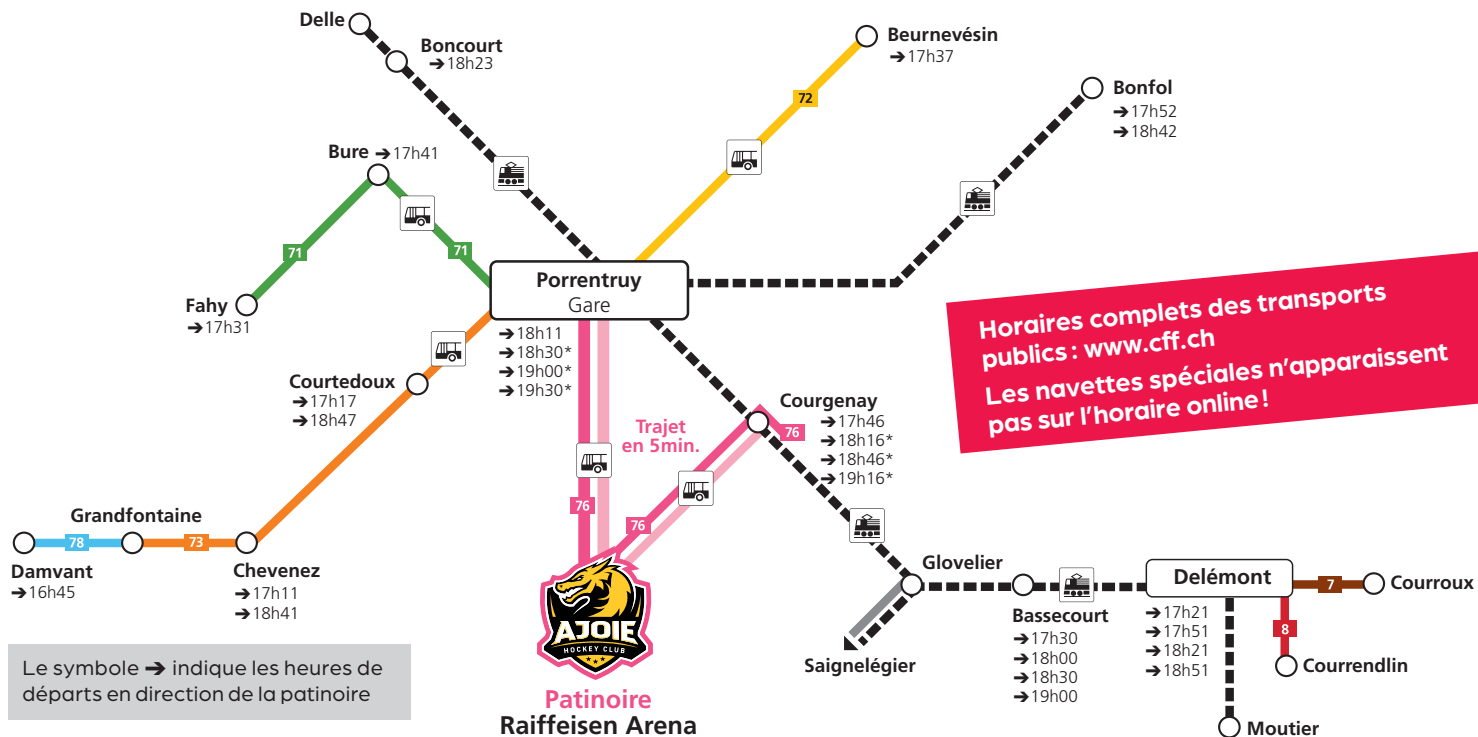 Delle
Boncourt
➔18h23
Beurnevésin
➔17h37
72
Bonfol
➔17h52
➔18h42
Bure ➔17h41
71
71
Fahy
➔17h31
Porrentruy
Gare
➔18h11
➔18h30*
➔19h00*
➔19h30*
Horaires complets des transports
publics : www.cff.ch
Les navettes spéciales n'apparaissent
pas sur l'horaire online !
Courtedoux
➔17h17
➔18h47
Trajet
en 5min.
Courgenay
➔17h46
➔18h16*
➔18h46*
➔19h16*
76
76
76
Grandfontaine
78
73
Damvant
➔16h45
Chevenez
➔17h11
➔18h41
AJOIE
HOCKEY CLUB
Patinoire
Raiffeisen Arena
Glovelier
Saignelégier
Bassecourt
➔17h30
➔18h00
➔18h30
➔19h00
Delémont
➔17h21
➔17h51
➔18h21
➔18h51
7
Courroux
8
Courrendlin
Moutier
Le symbole ➔ indique les heures de
départs en direction de la patinoire